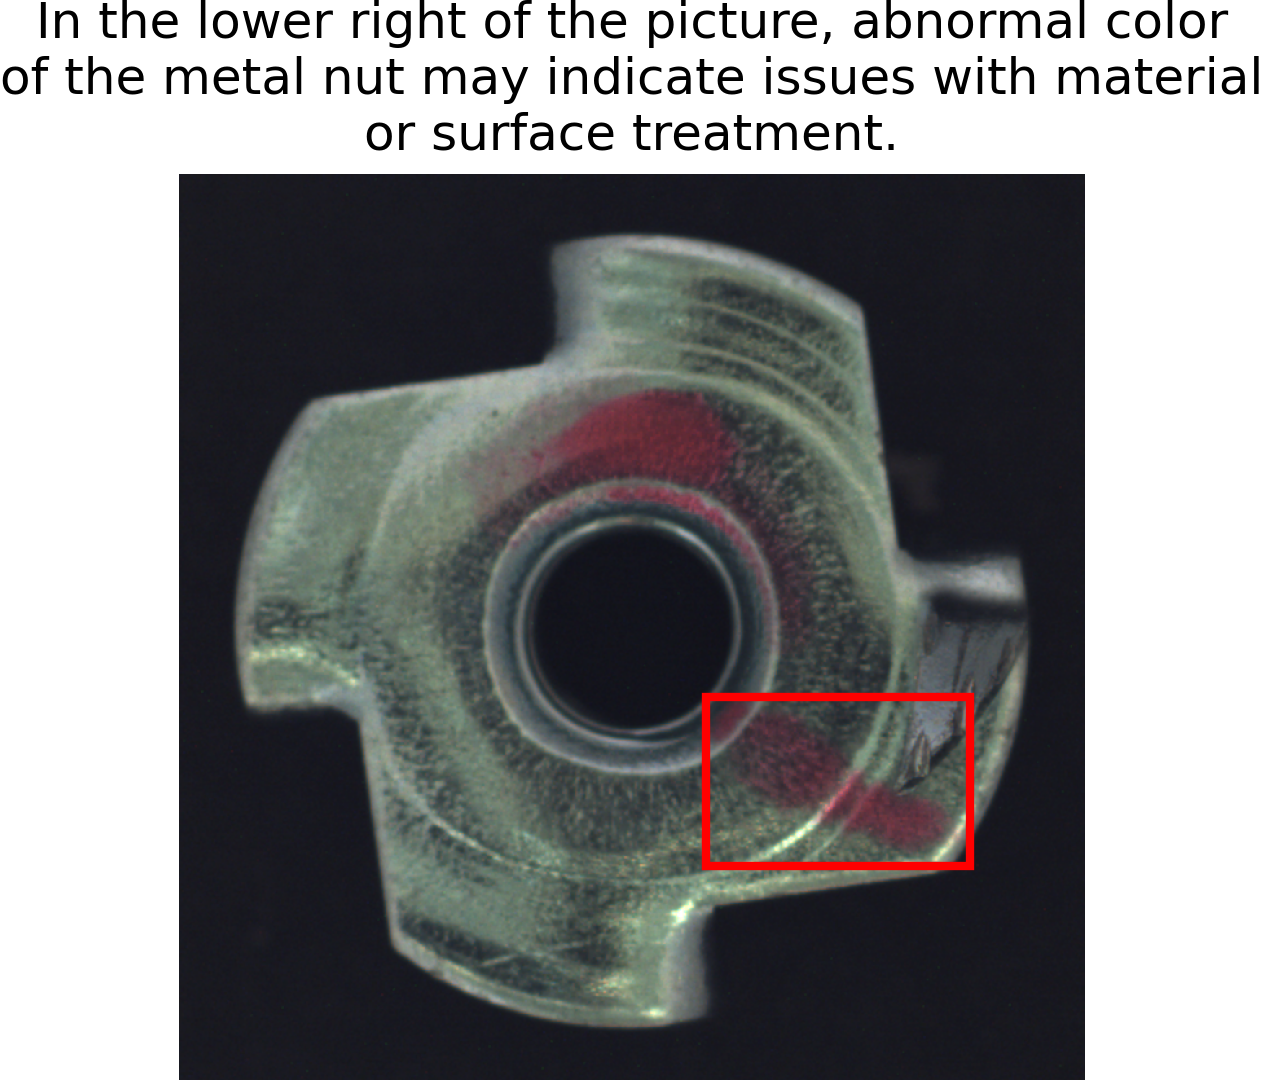 In the lower right of the picture, abnormal color
of the metal nut may indicate issues with material
or surface treatment.